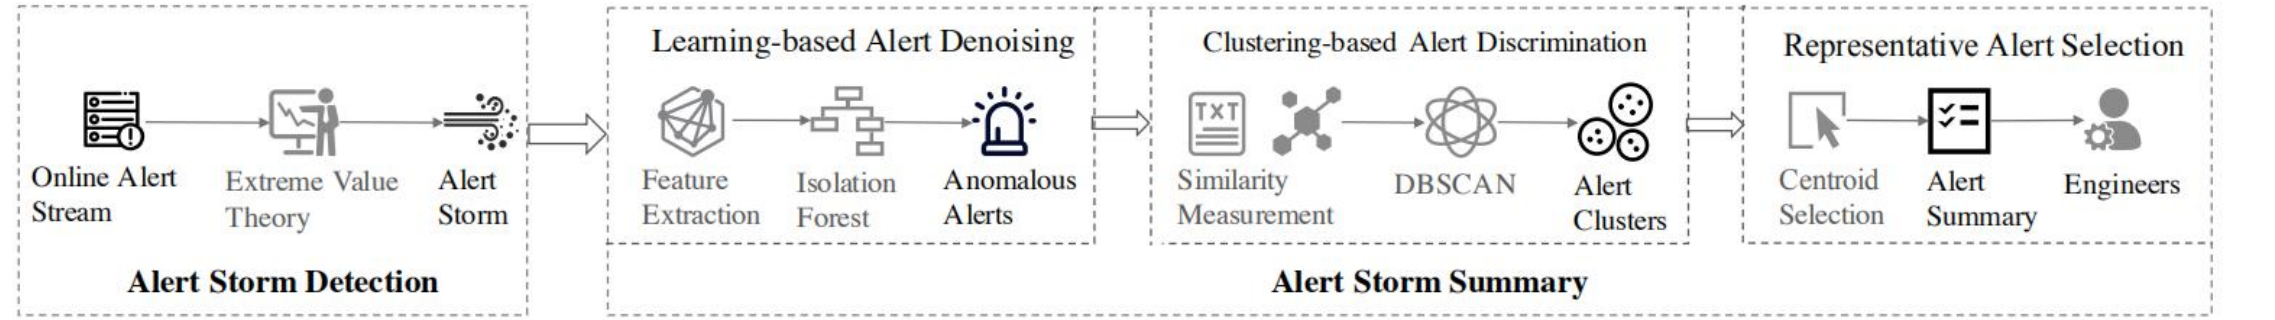 Online Alert
Stream
Extreme Value
Theory
Alert
Storm
Alert Storm Detection
Learning-based Alert Denoising
Feature
Extraction
Isolation
Forest
Anomalous
Alerts
Clustering-based Alert Discrimination
TXT
Similarity
Measurement
DBSCAN
Alert
Clusters
Representative Alert Selection
Centroid
Selection
Alert
Summary
Engineers
Alert Storm Summary